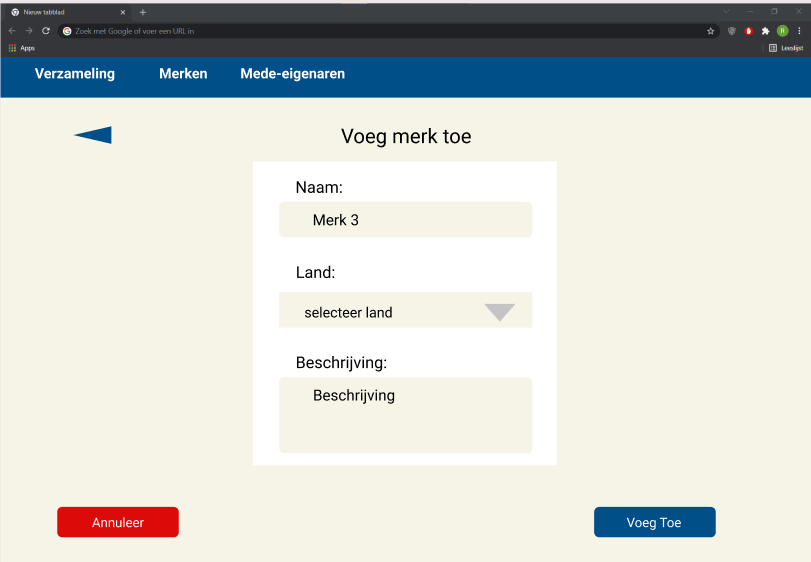 Nieuw tabblad
Zoek met Google of voer een URL in
R
Apps
Leeslijst
Verzameling Merken Mede-eigenaren
Voeg merk toe
Naam:
Merk 3
Land:
selecteer land
Beschrijving:
Beschrijving
Annuleer
Voeg Toe